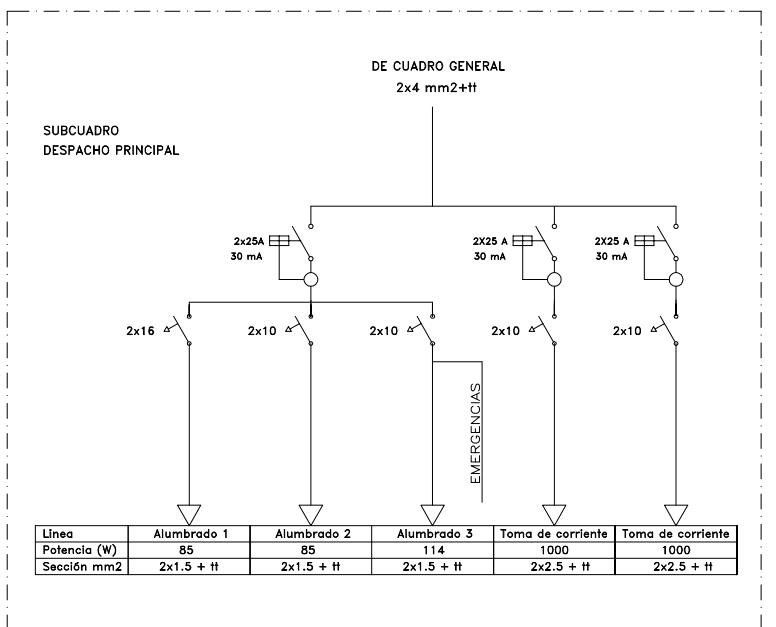 DE CUADRO GENERAL
2x4 mm2+tt
SUBCUADRO
DESPACHO PRINCIPAL
2x25A
30 mA
2X25 A
30 mA
2X25 A
30 mA
2x16
2x10
2x10
2x10
2x10
EMERGENCIAS
Linea Alumbrado 1 Alumbrado 2 Alumbrado 3 Toma de corriente Toma de corriente
Potencia (W) 85 85 114 1000 1000
Sección mm2 2x1.5 + tt 2x1.5 + tt 2x1.5 + tt 2x2.5 + tt 2x2.5 + tt